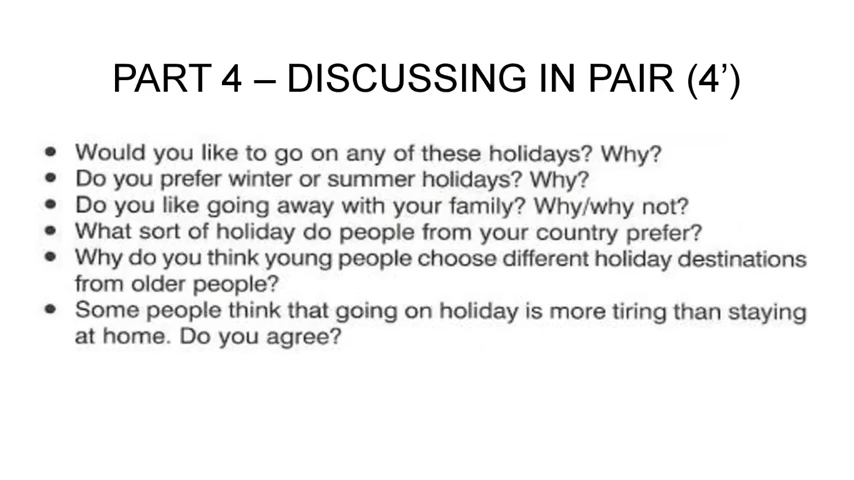 PART 4 – DISCUSSING IN PAIR (4’)
• Would you like to go on any of these holidays? Why?
• Do you prefer winter or summer holidays? Why?
• Do you like going away with your family? Why/why not?
• What sort of holiday do people from your country prefer?
• Why do you think young people choose different holiday destinations
from older people?
• Some people think that going on holiday is more tiring than staying
at home. Do you agree?